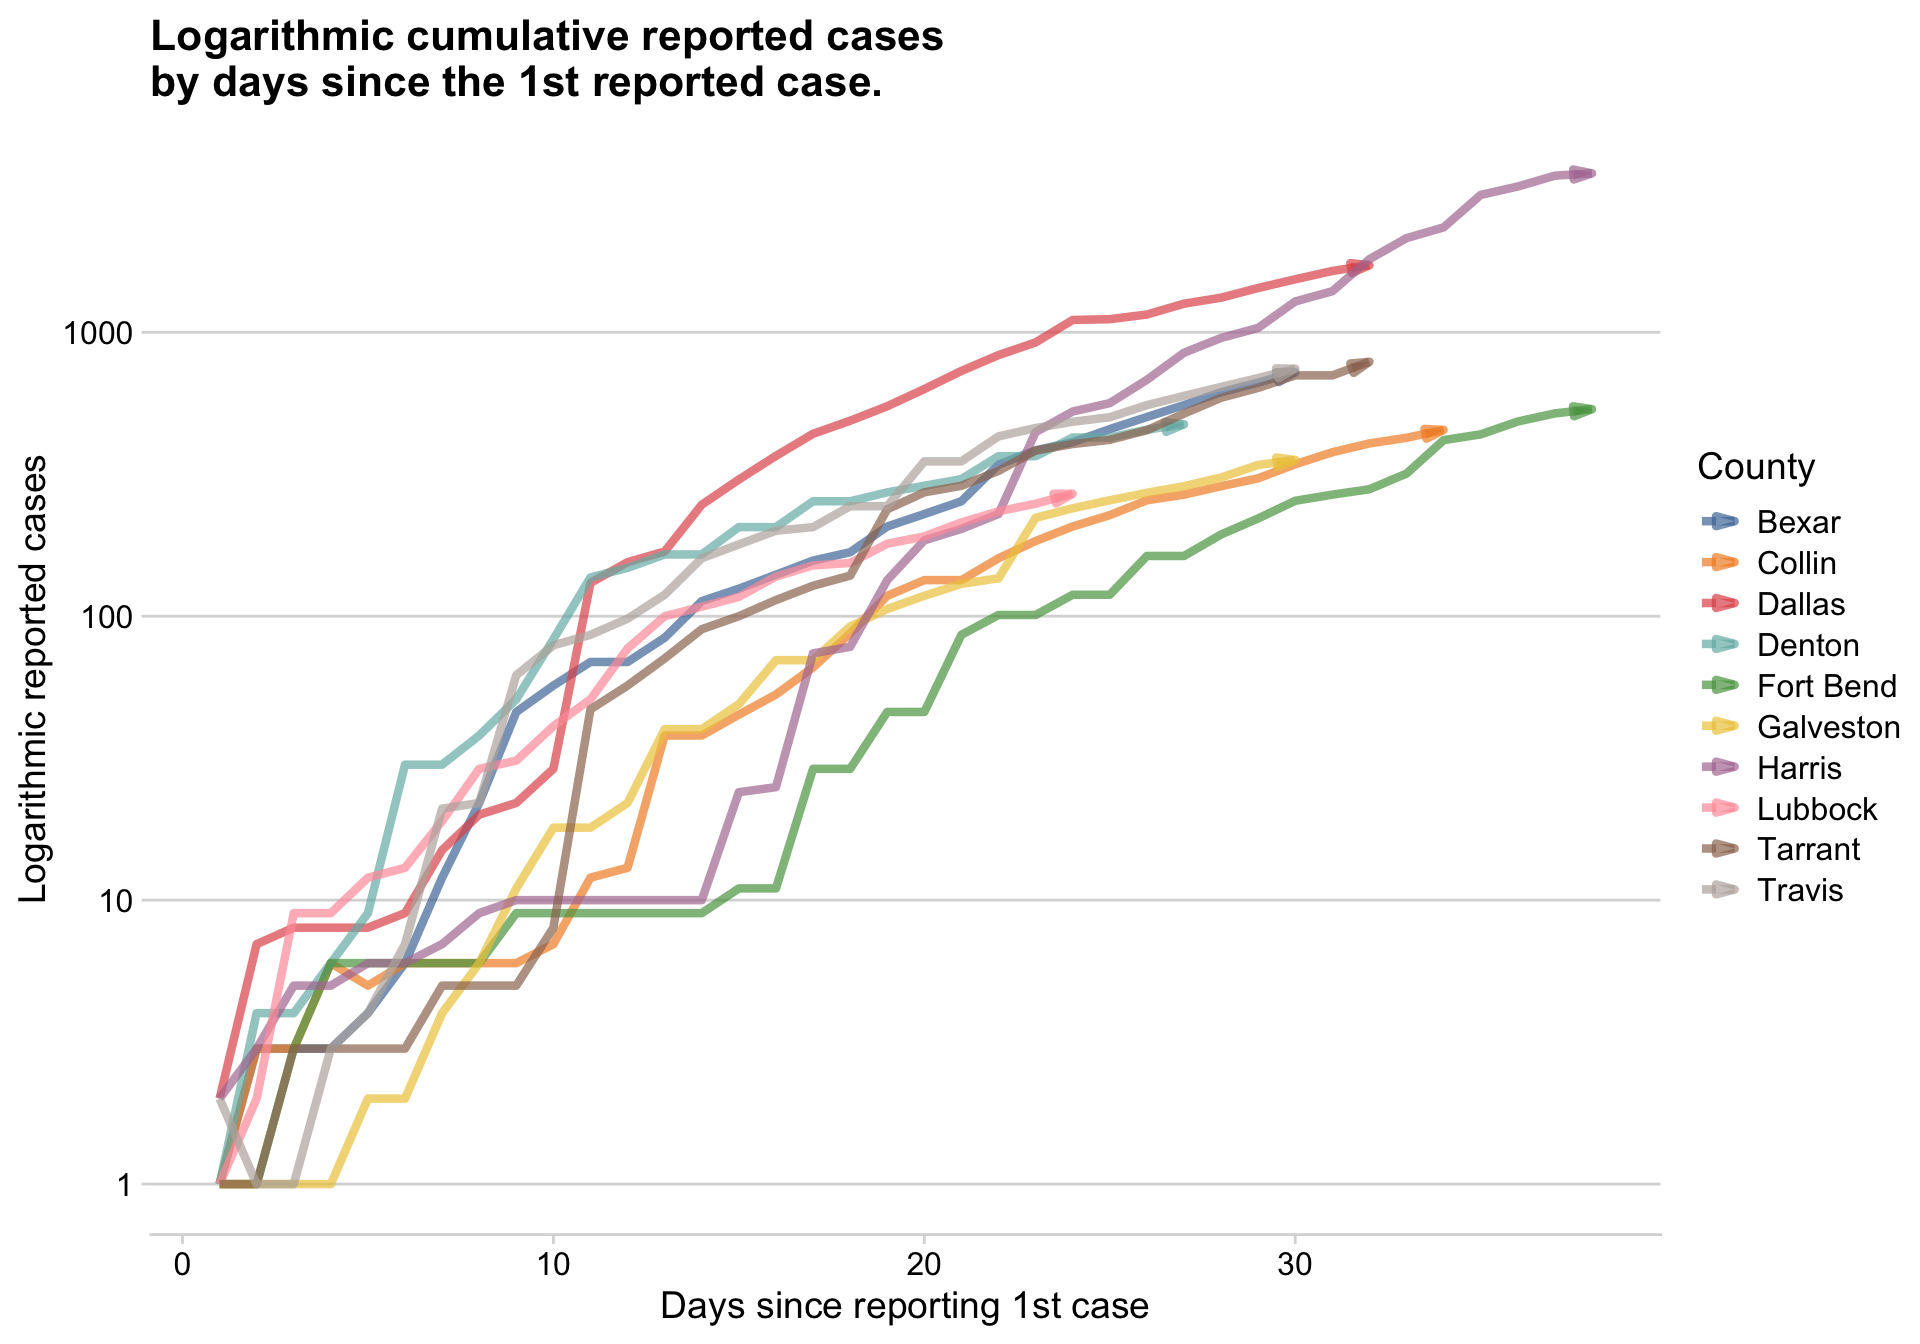 Logarithmic cumulative reported cases
by days since the 1st reported case.
Logarithmic reported cases
1000
100
10
1
0
10
20
30
Days since reporting 1st case
County
Bexar
Collin
Dallas
Denton
Fort Bend
Galveston
Harris
Lubbock
Tarrant
Travis